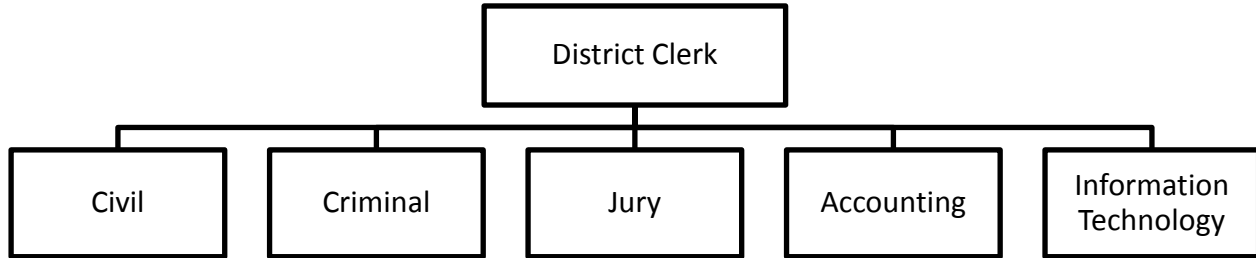 District Clerk
Civil
Criminal
Jury
Accounting
Information
Technology